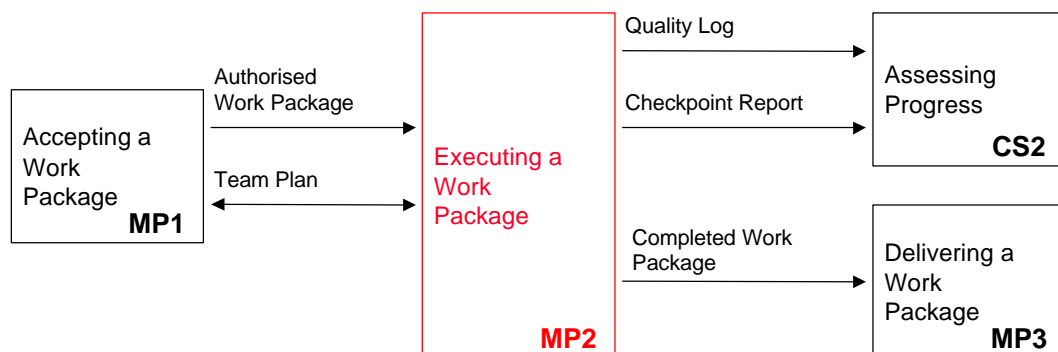 Accepting a
Work
Package
MP1
Authorised
Work Package
Team Plan
Executing a
Work
Package
MP2
Quality Log
Checkpoint Report
Completed Work
Package
Assessing
Progress
CS2
Delivering a
Work
Package
MP3